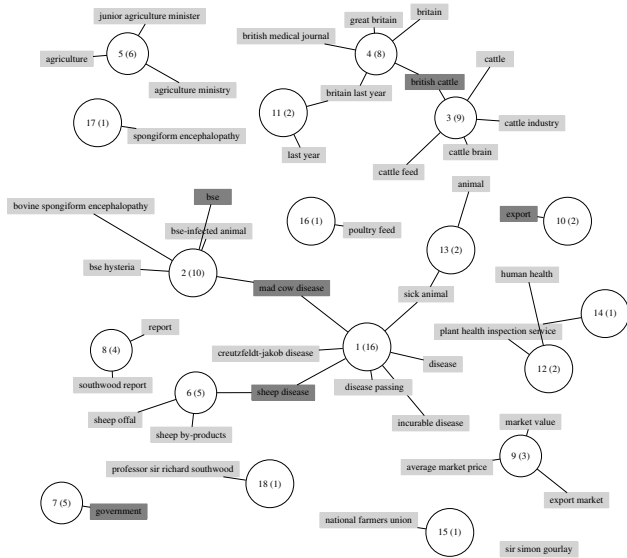 junior agriculture minister
great britain
britain
british medical journal
5 (6)
4 (8)
agriculture
cattle
british cattle
agriculture ministry
britain last year
11 (2)
3 (9)
17 (1)
cattle industry
spongiform encephalopathy
cattle brain
last year
cattle feed
animal
bse
bovine spongiform encephalopathy
export
16 (1)
10 (2)
bse-infected animal
poultry feed
13 (2)
bse hysteria
2 (10)
human health
mad cow disease
sick animal
14 (1)
report
plant health inspection service
1 (16)
8 (4)
creutzfeldt-jakob disease
disease
12 (2)
southwood report
disease passing
6 (5)
sheep disease
sheep offal
incurable disease
market value
sheep by-products
9 (3)
professor sir richard southwood
average market price
18 (1)
7 (5)
export market
government
national farmers union
15 (1)
sir simon gourlay